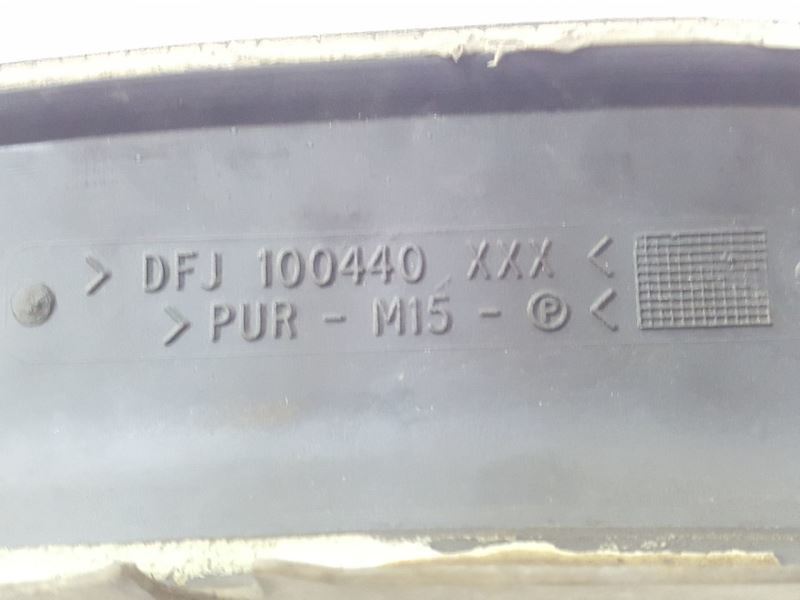 > DFJ 100440 XXX <
> PUR - M15 - Ⓟ <